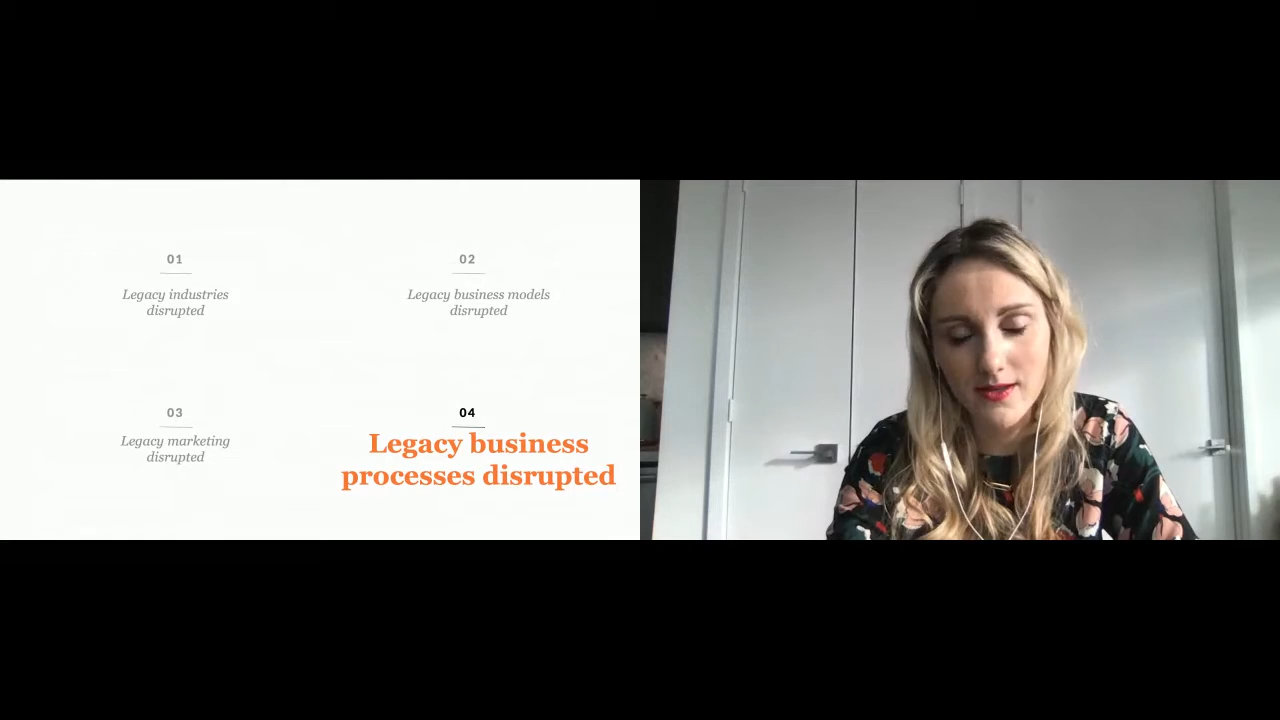 01
Legacy industries
disrupted
02
Legacy business models
disrupted
03
Legacy marketing
disrupted
04
Legacy business
processes disrupted